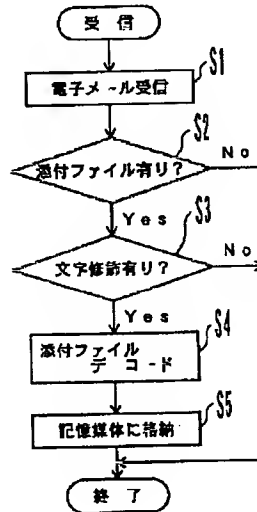 受信
S1
電子メール受信
S2
添付ファイル有り?
No
Yes
S3
文字修飾有り?
No
Yes
S4
添付ファイル
デコード
S5
記憶媒体に格納
終了